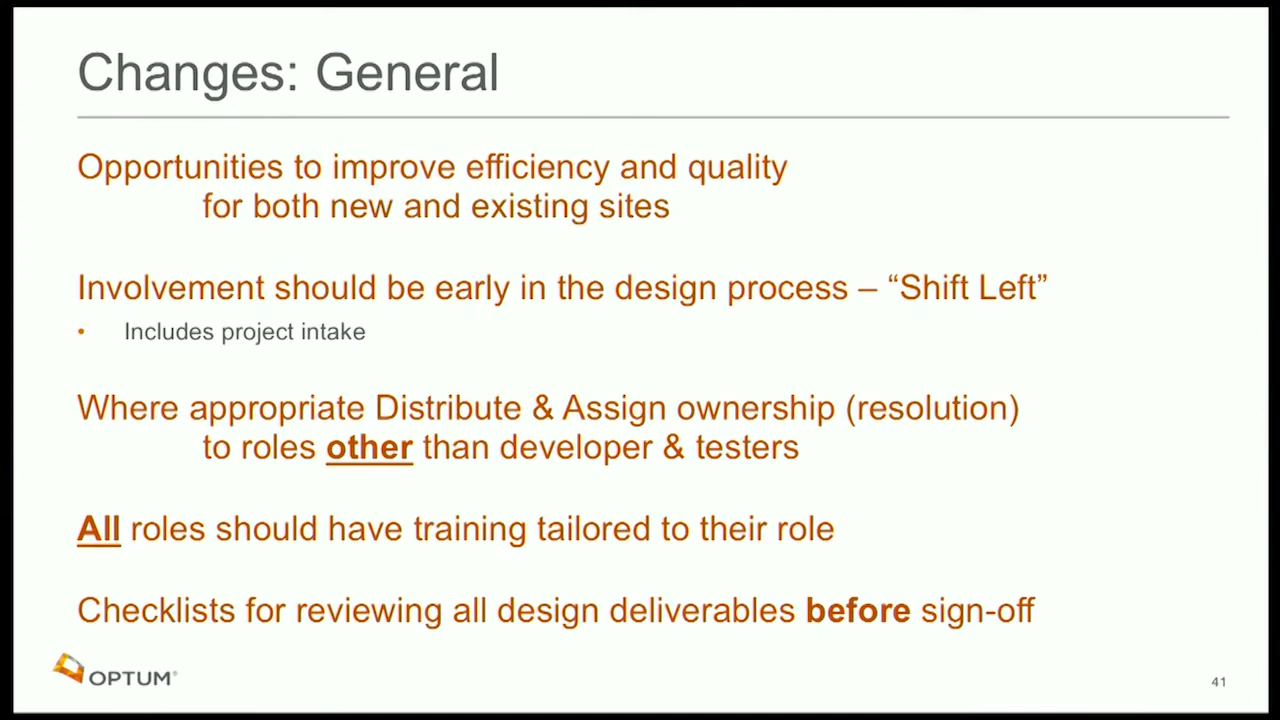 Changes: General
Opportunities to improve efficiency and quality
for both new and existing sites
Involvement should be early in the design process – “Shift Left”
• Includes project intake
Where appropriate Distribute & Assign ownership (resolution)
to roles other than developer & testers
All roles should have training tailored to their role
Checklists for reviewing all design deliverables before sign-off
OPTUM®
41